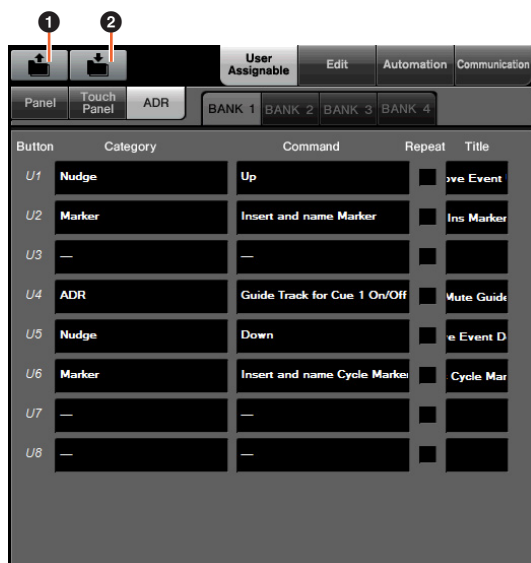 1 2
User Assignable Edit Automation Communication
Panel Touch Panel ADR BANK 1 BANK 2 BANK 3 BANK 4
Button Category Command Repeat Title
U1 Nudge Up ove Event
U2 Marker Insert and name Marker Ins Marker
U3 — —
U4 ADR Guide Track for Cue 1 On/Off Mute Guide
U5 Nudge Down e Event D
U6 Marker Insert and name Cycle Marker Cycle Mar
U7 — —
U8 — —